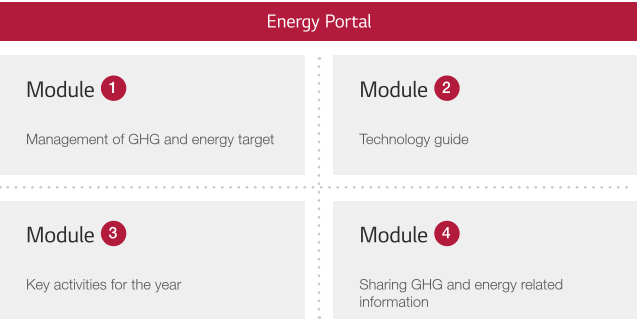 Energy Portal
Module 1
Module 2
Management of GHG and energy target
Technology guide
Module 3
Module 4
Key activities for the year
Sharing GHG and energy related
information